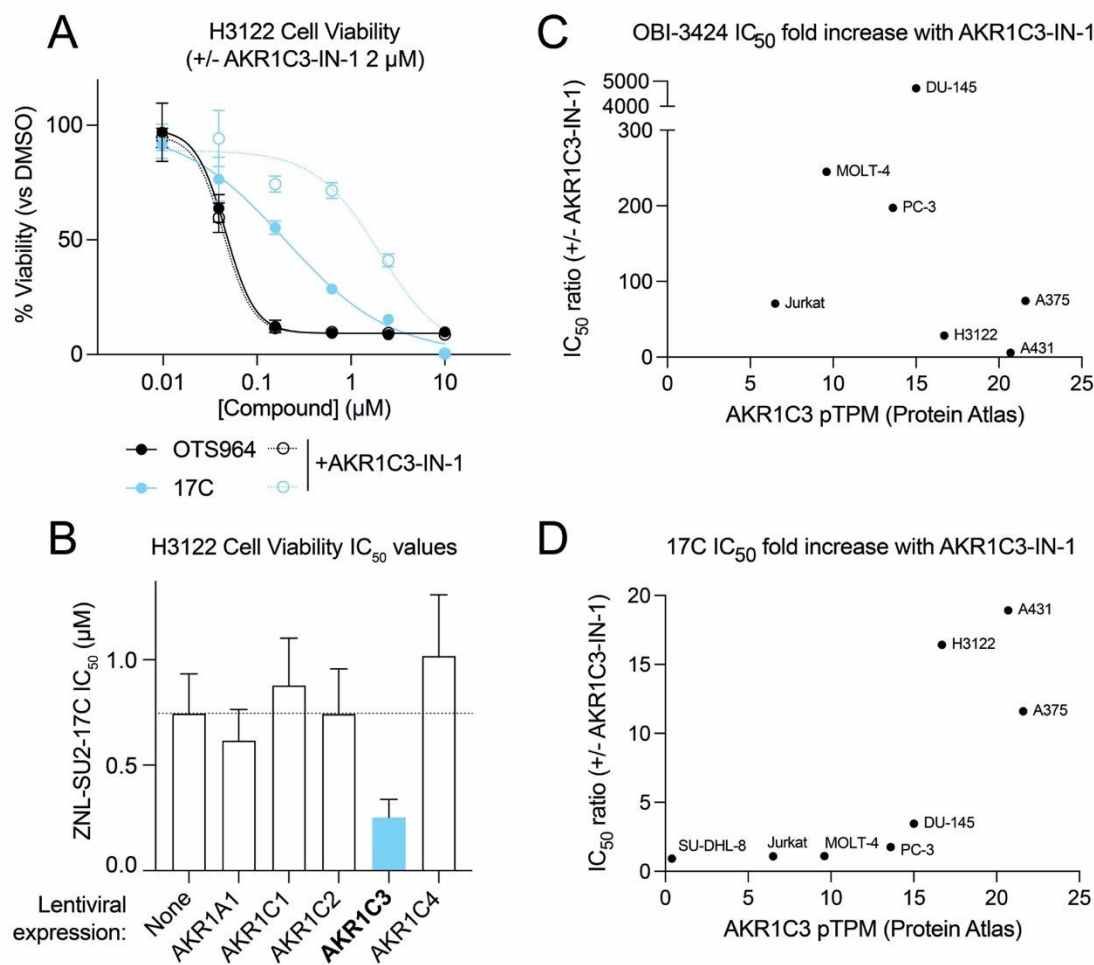 A
H3122 Cell Viability
(+/- AKR1C3-IN-1 2 µM)
% Viability (vs DMSO)
100
50
0
0.01
0.1
1
10
[Compound] (µM)
OTS964
17C
+AKR1C3-IN-1
B
H3122 Cell Viability IC50 values
ZNL-SU2-17C IC50 (µM)
1.0
0.5
0.0
Lentiviral
expression:
None
AKR1A1
AKR1C1
AKR1C2
AKR1C3
AKR1C4
C
OBI-3424 IC50 fold increase with AKR1C3-IN-1
IC50 ratio (+/- AKR1C3-IN-1)
5000
4000
250
200
100
0
DU-145
MOLT-4
PC-3
Jurkat
A375
H3122
A431
0
5
10
15
20
25
AKR1C3 pTPM (Protein Atlas)
D
17C IC50 fold increase with AKR1C3-IN-1
IC50 ratio (+/- AKR1C3-IN-1)
20
15
10
5
0
A431
H3122
A375
DU-145
SU-DHL-8
Jurkat
MOLT-4
PC-3
0
5
10
15
20
25
AKR1C3 pTPM (Protein Atlas)